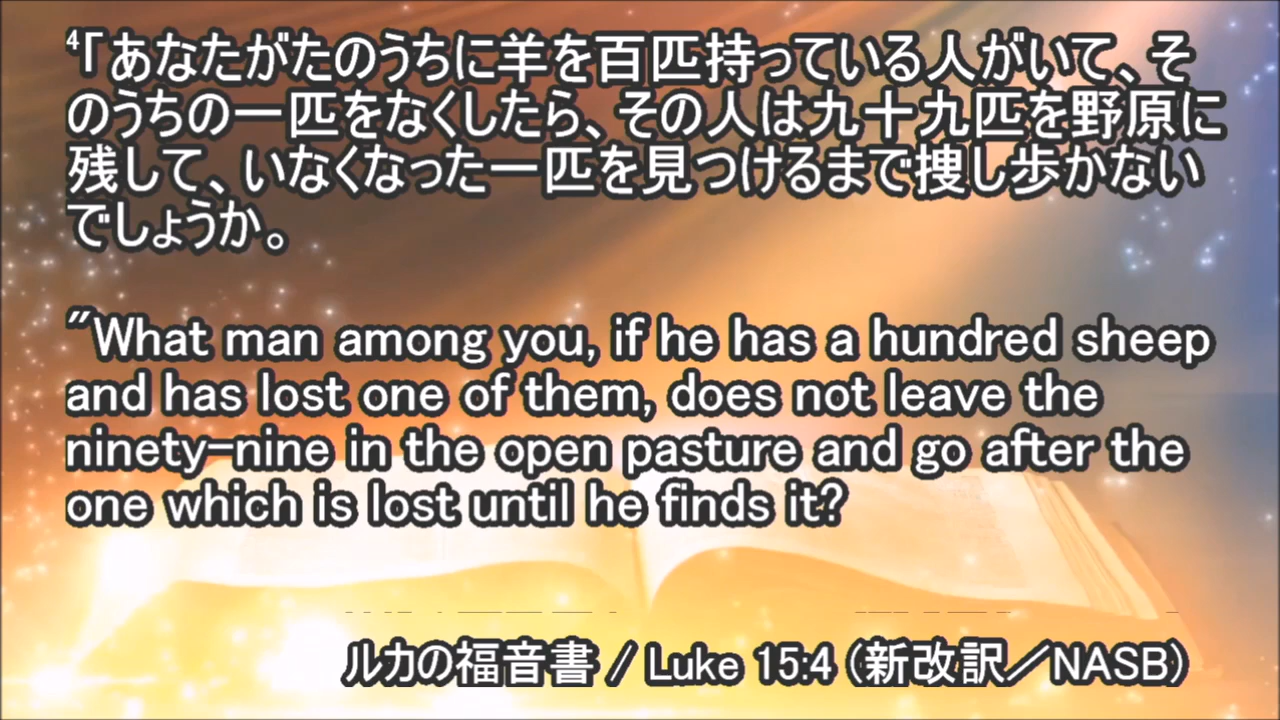 4「あなたがたのうちに羊を百匹持っている人がいて、そ
のうちの一匹をなくしたら、その人は九十九匹を野原に
残して、いなくなった一匹を見つけるまで捜し歩かない
でしょうか。
"What man among you, if he has a hundred sheep
and has lost one of them, does not leave the
ninety-nine in the open pasture and go after the
one which is lost until he finds it?
ルカの福音書 / Luke 15:4 (新改訳／NASB)